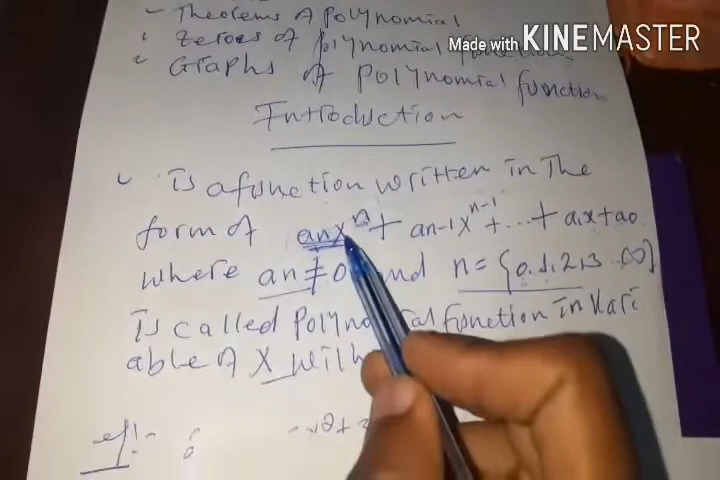 Theorems of polynomial
Zeroes of polynomial function
Made with KINEMASTER
Graphs of polynomial function
Introduction
is a function written in the
form of anxⁿ + an-1xⁿ⁻¹ + ... + a1x + a0
where an ≠ 0 and n = {0,1,2,3 ...∞}
is called polynomial function in vari
able of x with
eg:-